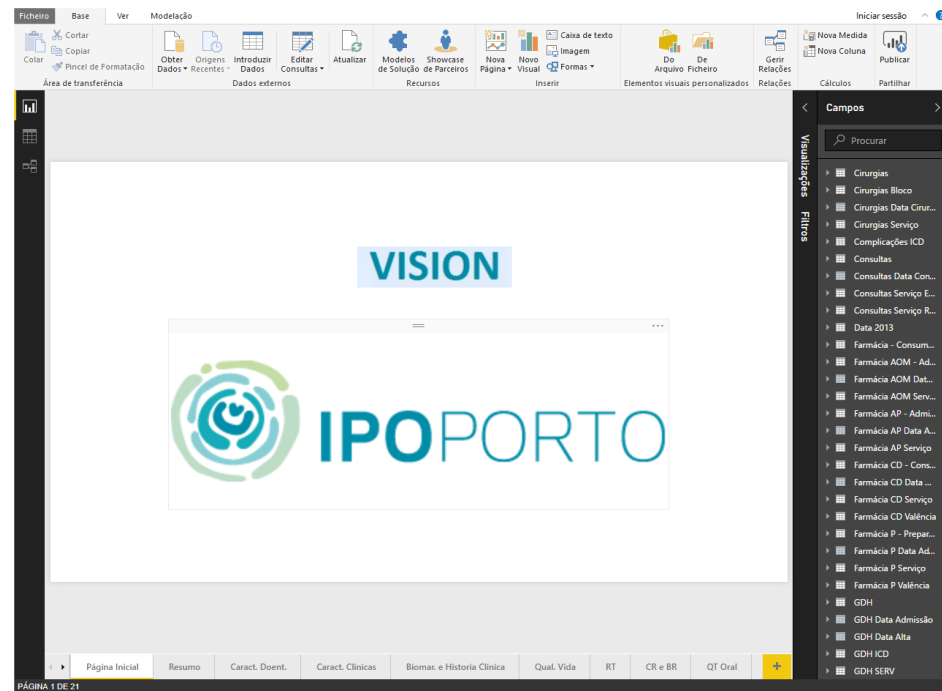 Ficheiro Base Ver Modelação Iniciar sessão
Colar
Cortar
Copiar
Pincel de Formatação
Área de transferência
Obter Dados
Origens Recentes
Introduzir Dados
Editar Consultas
Atualizar
Dados externos
Modelos de Solução
Showcase de Parceiros
Recursos
Nova Página
Novo Visual
Caixa de texto
Imagem
Formas
Inserir
Do Arquivo
De Ficheiro
Elementos visuais personalizados
Gerir Relações
Relações
Nova Medida
Nova Coluna
Cálculos
Publicar
Partilhar
VISION
IPOPORTO
Visualizações
Filtros
Campos
Procurar
Cirurgias
Cirurgias Bloco
Cirurgias Data Cirur...
Cirurgias Serviço
Complicações ICD
Consultas
Consultas Data Con...
Consultas Serviço E...
Consultas Serviço R...
Data 2013
Farmácia - Consum...
Farmácia AOM - Ad...
Farmácia AOM Dat...
Farmácia AOM Serv...
Farmácia AP - Admi...
Farmácia AP Data A...
Farmácia AP Serviço
Farmácia CD - Cons...
Farmácia CD Data ...
Farmácia CD Serviço
Farmácia CD Valência
Farmácia P - Prepar...
Farmácia P Data Ad...
Farmácia P Serviço
Farmácia P Valência
GDH
GDH Data Admissão
GDH Data Alta
GDH ICD
GDH SERV
Página Inicial Resumo Caract. Doent. Caract. Clinicas Biomar. e Historia Clinica Qual. Vida RT CR e BR QT Oral
PÁGINA 1 DE 21